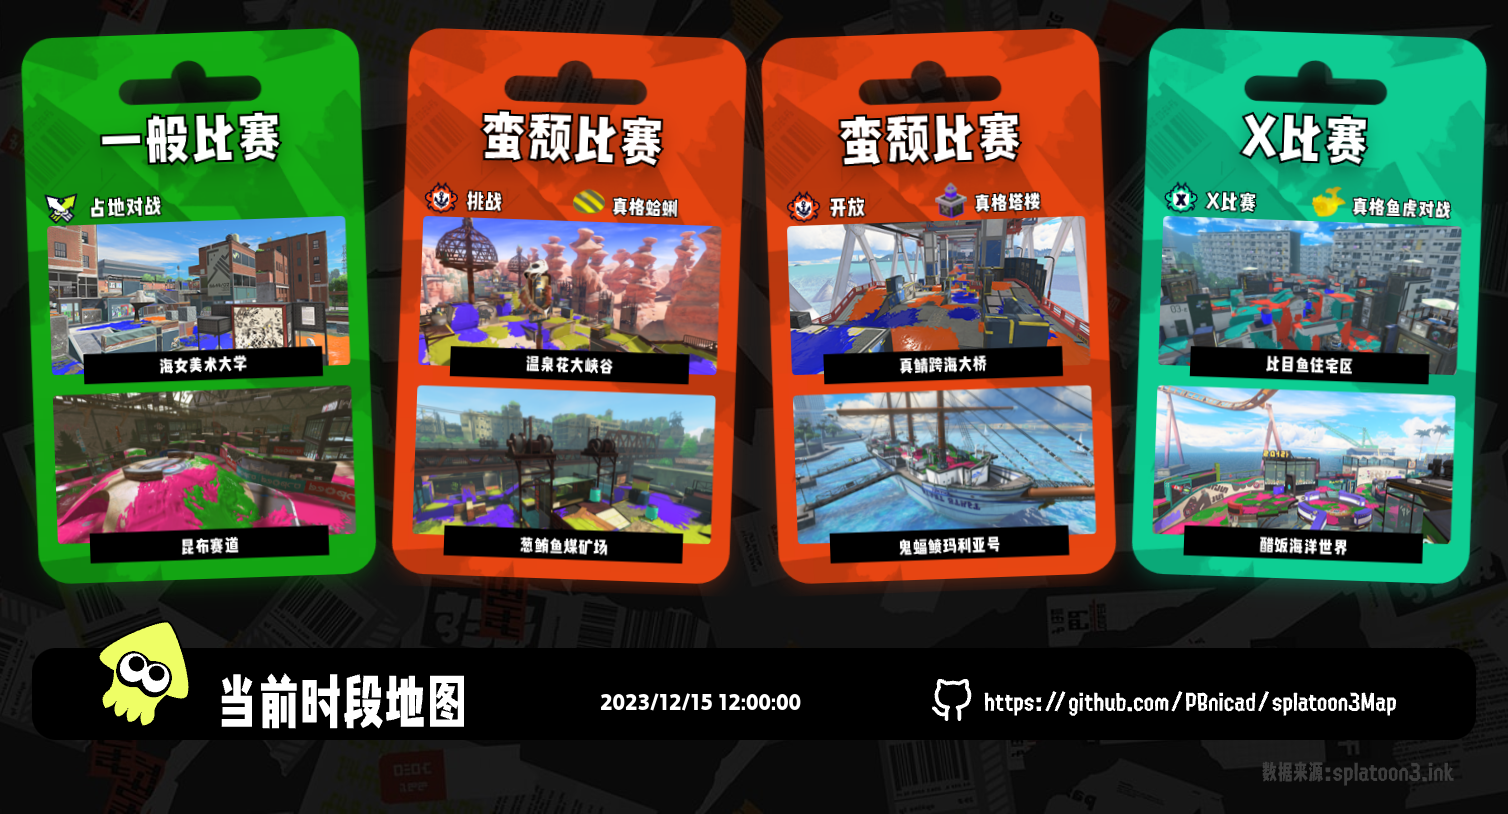 一般比赛
占地对战
海女美术大学
昆布赛道
蛮颓比赛
挑战
真格蛤蜊
温泉花大峡谷
葱鲔鱼煤矿场
蛮颓比赛
开放
真格塔楼
真鲭跨海大桥
鬼蝠鲼玛利亚号
X比赛
X比赛
真格鱼虎对战
比目鱼住宅区
醋饭海洋世界
当前时段地图
2023/12/15 12:00:00
https://github.com/PBnicad/splatoon3Map
数据来源:splatoon3.ink